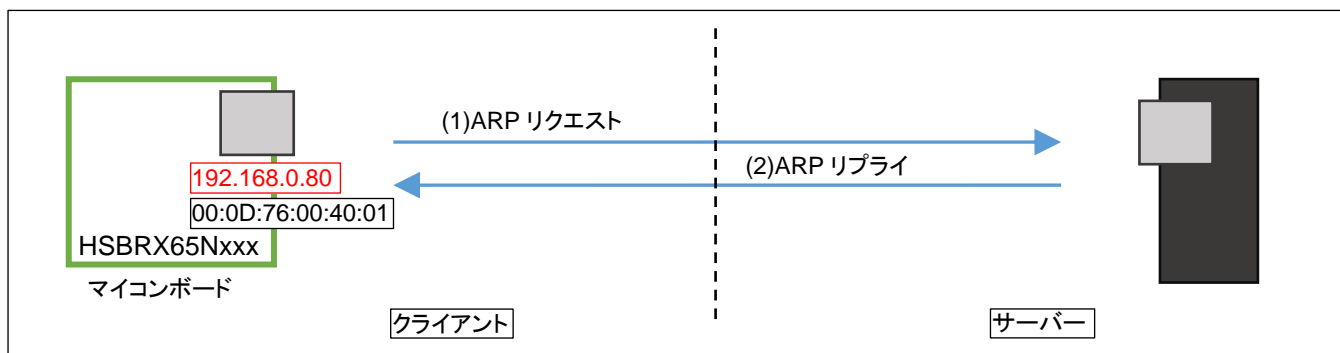 (1)ARP リクエスト
(2)ARP リプライ
192.168.0.80
00:0D:76:00:40:01
HSBRX65Nxxx
マイコンボード
クライアント
サーバー